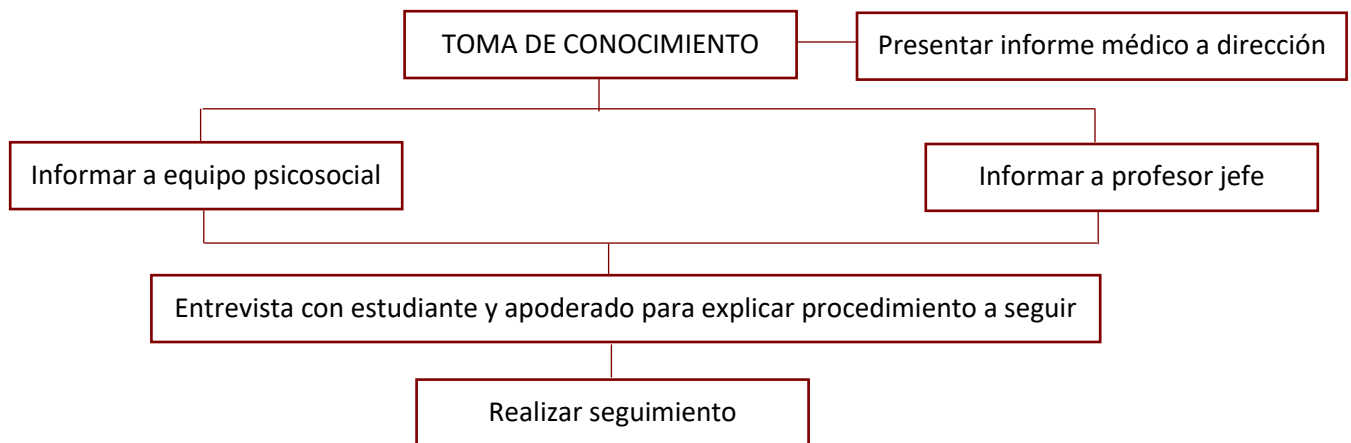 TOMA DE CONOCIMIENTO
Presentar informe médico a dirección
Informar a equipo psicosocial
Informar a profesor jefe
Entrevista con estudiante y apoderado para explicar procedimiento a seguir
Realizar seguimiento